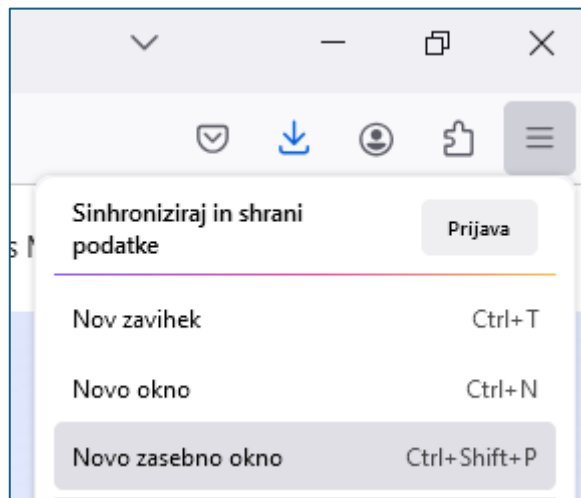 Sinhroniziraj in shrani
podatke
Prijava
Nov zavihek Ctrl+T
Novo okno Ctrl+N
Novo zasebno okno Ctrl+Shift+P